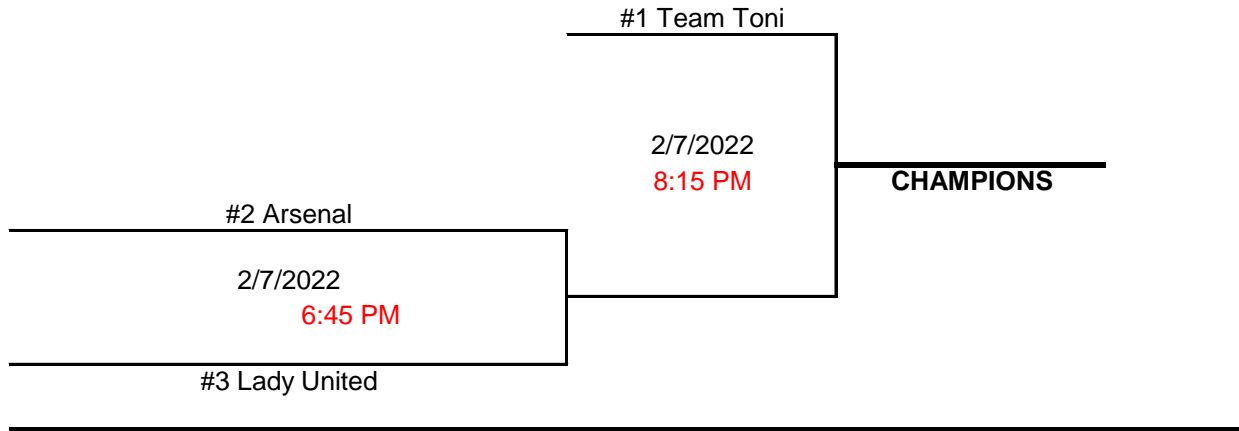 #1 Team Toni
2/7/2022
8:15 PM
CHAMPIONS
#2 Arsenal
2/7/2022
6:45 PM
#3 Lady United